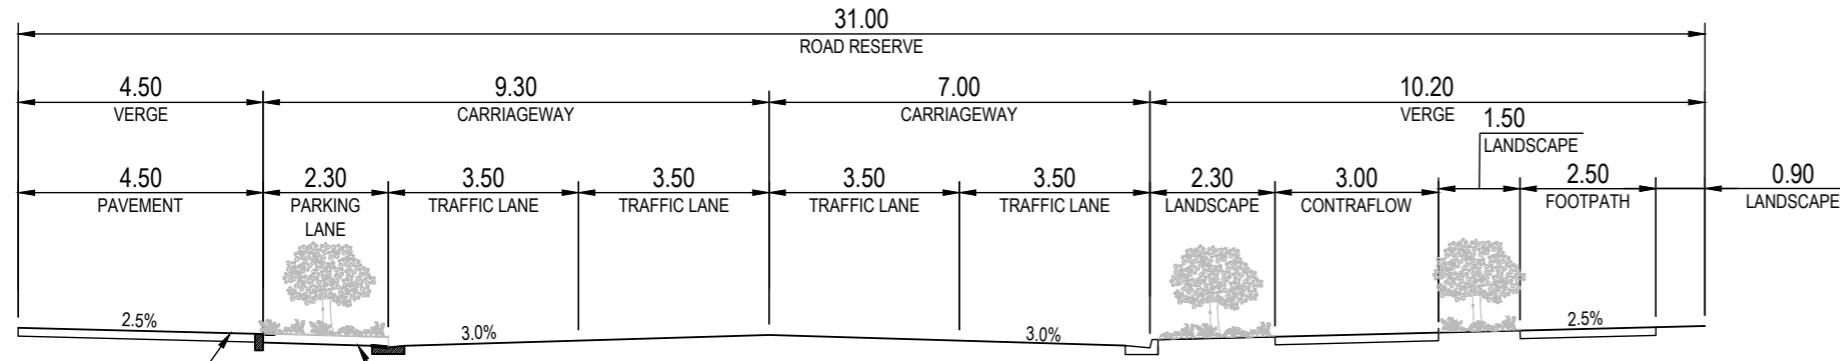 31.00
ROAD RESERVE
4.50
VERGE
9.30
CARRIAGEWAY
7.00
CARRIAGEWAY
10.20
VERGE
1.50
LANDSCAPE
4.50
PAVEMENT
2.30
PARKING
LANE
3.50
TRAFFIC LANE
3.50
TRAFFIC LANE
3.50
TRAFFIC LANE
3.50
TRAFFIC LANE
2.30
LANDSCAPE
3.00
CONTRAFLOW
2.50
FOOTPATH
0.90
LANDSCAPE
2.5%
3.0%
3.0%
2.5%